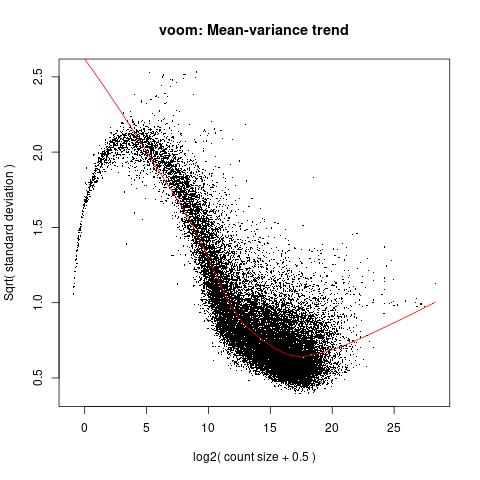 voom: Mean-variance trend
Sqrt( standard deviation )
2.5
2.0
1.5
1.0
0.5
0 5 10 15 20 25
log2( count size + 0.5 )